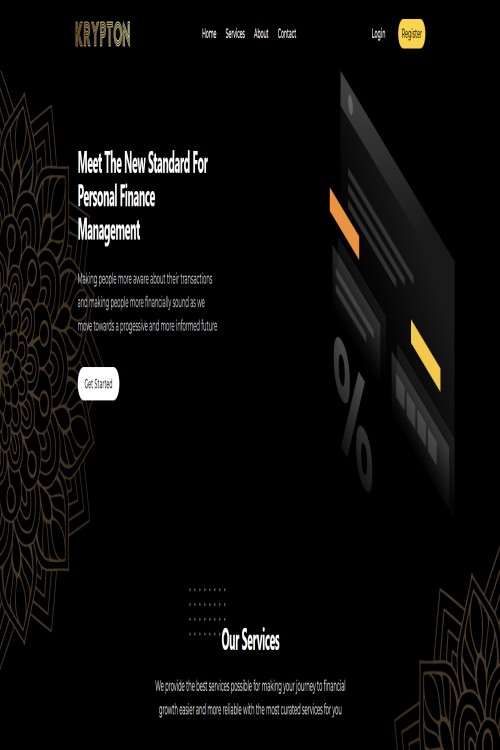 KRYPTON
Home Services About Contact
Login Register
Meet The New Standard For
Personal Finance
Management
Making people more aware about their transactions
and making people more financially sound as we
move towards a progessive and more informed future
Get Started
%
Our Services
We provide the best services possible for making your journey to financial
growth easier and more reliable with the most curated services for you